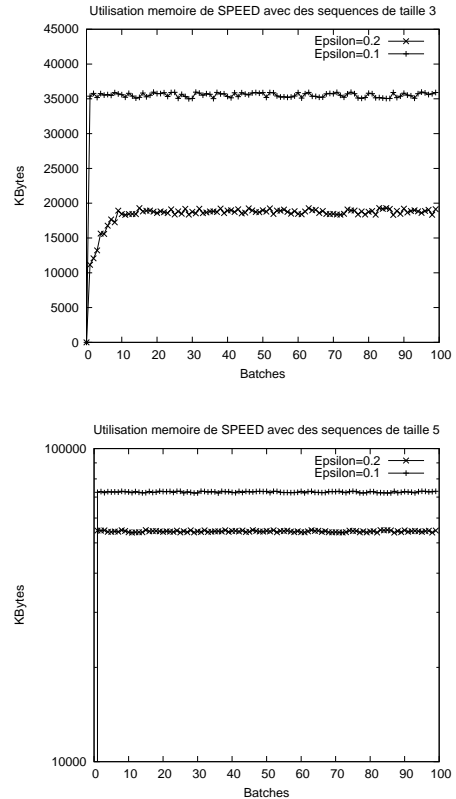 Utilisation memoire de SPEED avec des sequences de taille 3
45000
40000
35000
30000
25000
20000
15000
10000
5000
0
KBytes
Epsilon=0.2
Epsilon=0.1
0 10 20 30 40 50 60 70 80 90 100
Batches
Utilisation memoire de SPEED avec des sequences de taille 5
100000
10000
KBytes
Epsilon=0.2
Epsilon=0.1
0 10 20 30 40 50 60 70 80 90 100
Batches